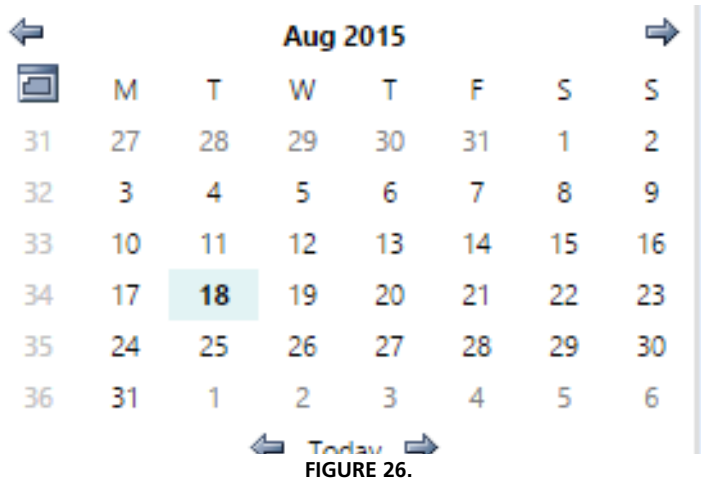 Aug 2015
M T W T F S S
31 27 28 29 30 31 1 2
32 3 4 5 6 7 8 9
33 10 11 12 13 14 15 16
34 17 18 19 20 21 22 23
35 24 25 26 27 28 29 30
36 31 1 2 3 4 5 6
Today
FIGURE 26.